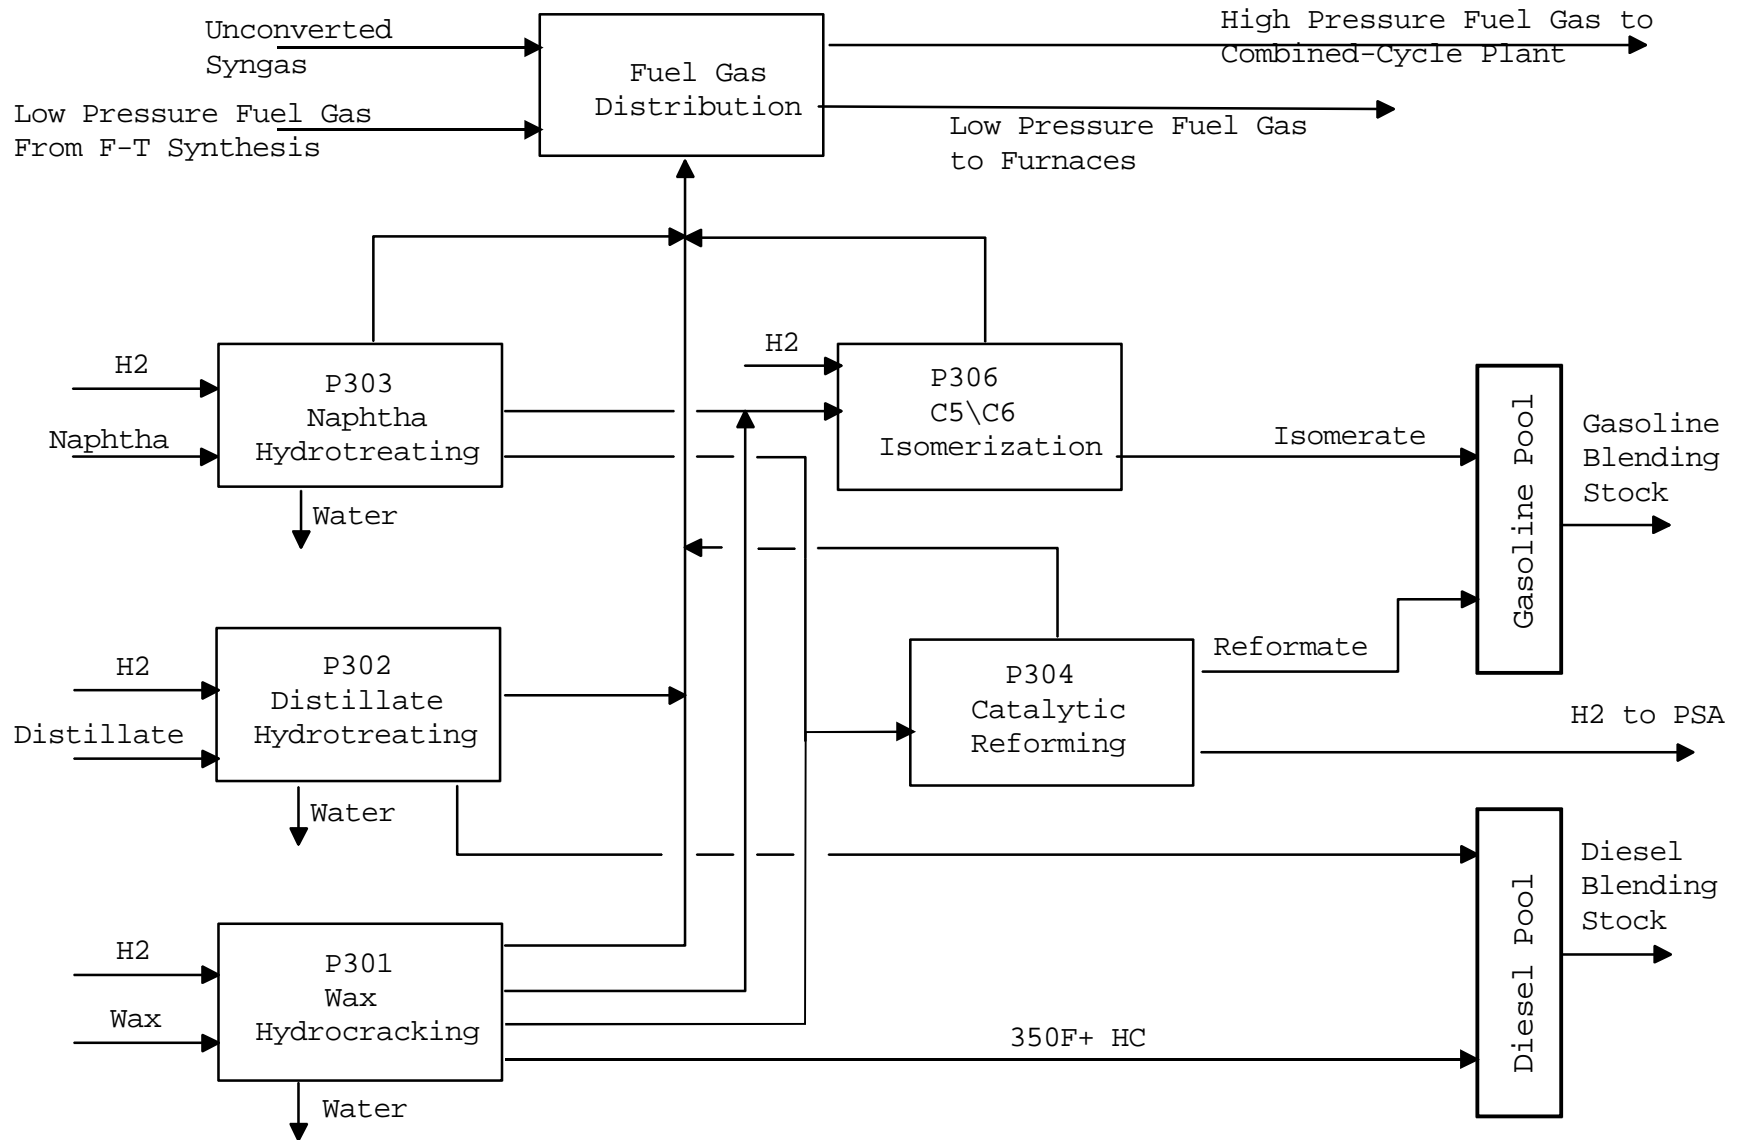 Unconverted
Syngas
Low Pressure Fuel Gas
From F-T Synthesis
Fuel Gas
Distribution
High Pressure Fuel Gas to
Combined-Cycle Plant
Low Pressure Fuel Gas
to Furnaces
H2
Naphtha
P303
Naphtha
Hydrotreating
Water
H2
P306
C5\C6
Isomerization
Isomerate
Gasoline Pool
Gasoline
Blending
Stock
H2
Distillate
P302
Distillate
Hydrotreating
Water
P304
Catalytic
Reforming
Reformate
H2 to PSA
H2
Wax
P301
Wax
Hydrocracking
Water
350F+ HC
Diesel Pool
Diesel
Blending
Stock